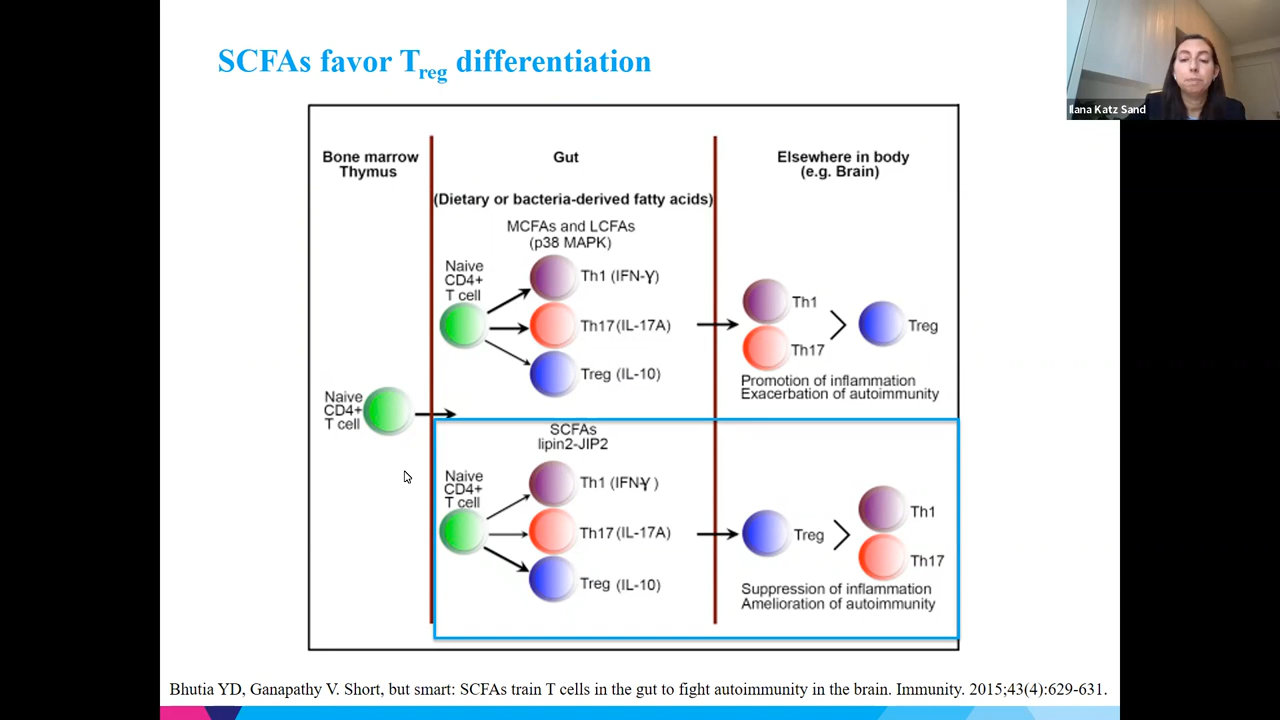 SCFAs favor Treg differentiation
Ilana Katz Sand
Bone marrow
Thymus
Gut
(Dietary or bacteria-derived fatty acids)
Elsewhere in body
(e.g. Brain)
MCFAs and LCFAs
(p38 MAPK)
Naive
CD4+
T cell
Th1 (IFN-γ)
Th17 (IL-17A)
Treg (IL-10)
Th1
Th17
>
Treg
Promotion of inflammation
Exacerbation of autoimmunity
Naive
CD4+
T cell
SCFAs
lipin2-JIP2
Naive
CD4+
T cell
Th1 (IFNγ )
Th17 (IL-17A)
Treg (IL-10)
Treg
>
Th1
Th17
Suppression of inflammation
Amelioration of autoimmunity
Bhutia YD, Ganapathy V. Short, but smart: SCFAs train T cells in the gut to fight autoimmunity in the brain. Immunity. 2015;43(4):629-631.